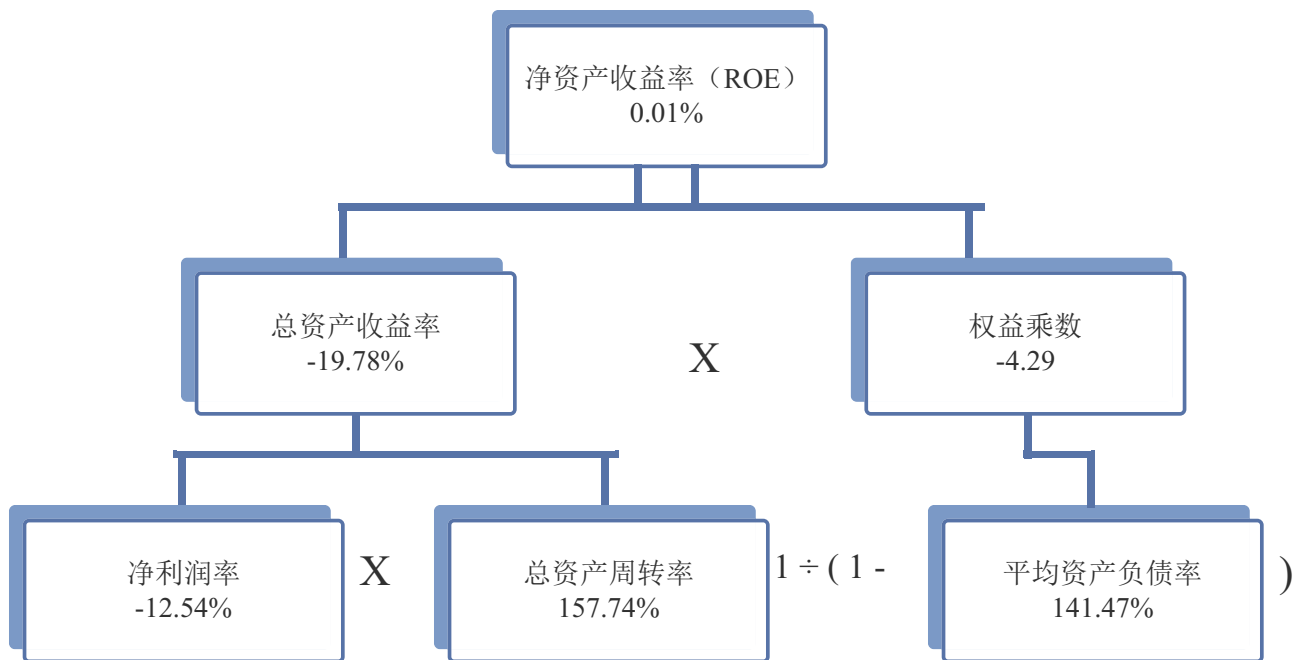 净资产收益率（ROE）
0.01%
总资产收益率
-19.78%
X
权益乘数
-4.29
净利润率
-12.54%
X
总资产周转率
157.74%
1 ÷ ( 1 -
平均资产负债率
141.47%
)